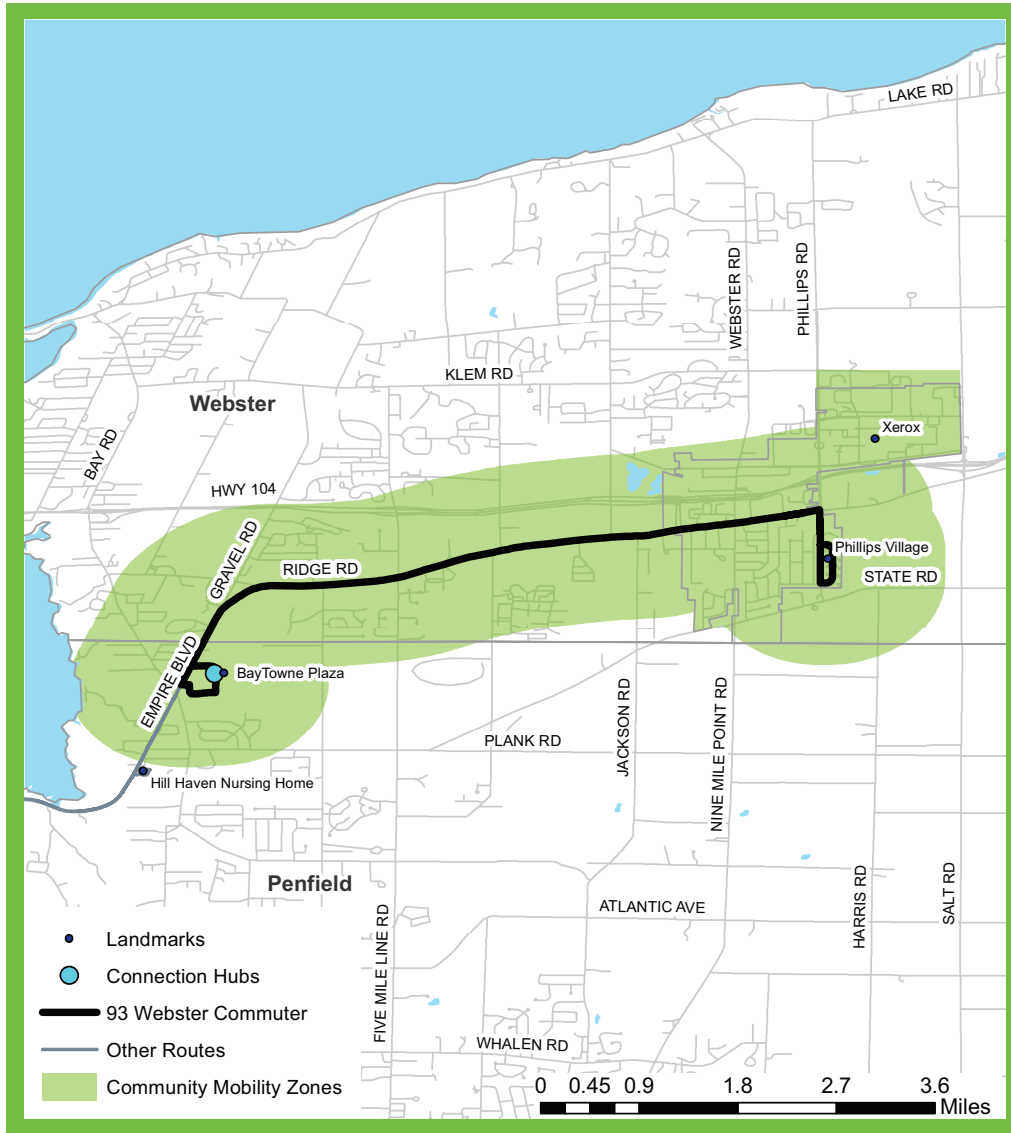 LAKE RD
WEBSTER RD
PHILLIPS RD
KLEM RD
Webster
Xerox
BAY RD
HWY 104
GRAVEL RD
RIDGE RD
Phillips Village
STATE RD
EMPIRE BLVD
BayTowne Plaza
JACKSON RD
NINE MILE POINT RD
PLANK RD
Hill Haven Nursing Home
Penfield
HARRIS RD
SALT RD
ATLANTIC AVE
FIVE MILE LINE RD
WHALEN RD
Landmarks
Connection Hubs
93 Webster Commuter
Other Routes
Community Mobility Zones
0 0.45 0.9 1.8 2.7 3.6
Miles